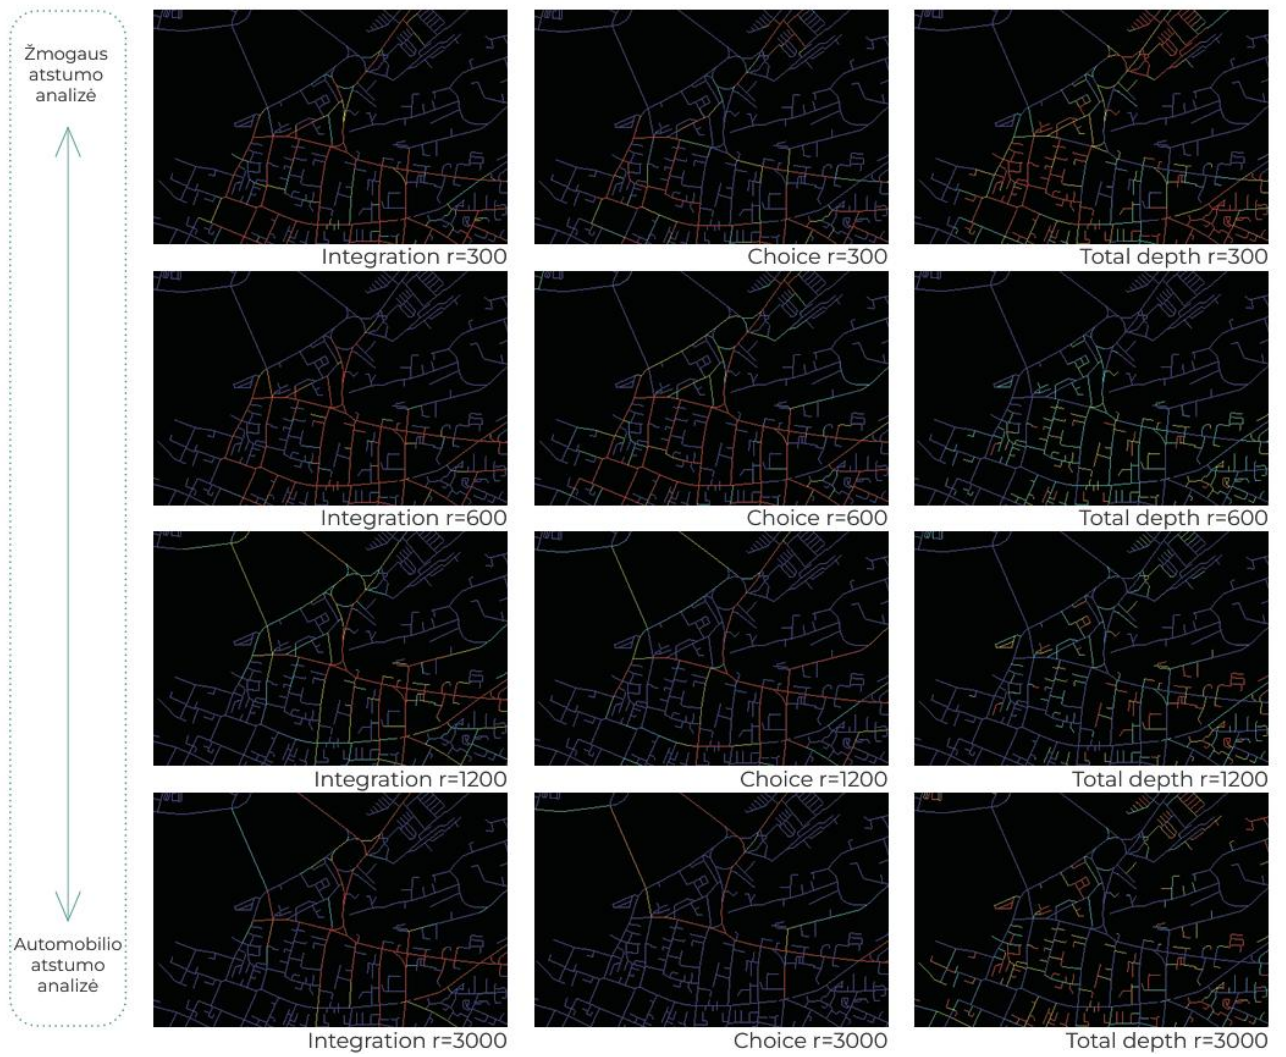 Žmogaus
atstumo
analizė
Automobilio
atstumo
analizė
Integration r=300
Choice r=300
Total depth r=300
Integration r=600
Choice r=600
Total depth r=600
Integration r=1200
Choice r=1200
Total depth r=1200
Integration r=3000
Choice r=3000
Total depth r=3000